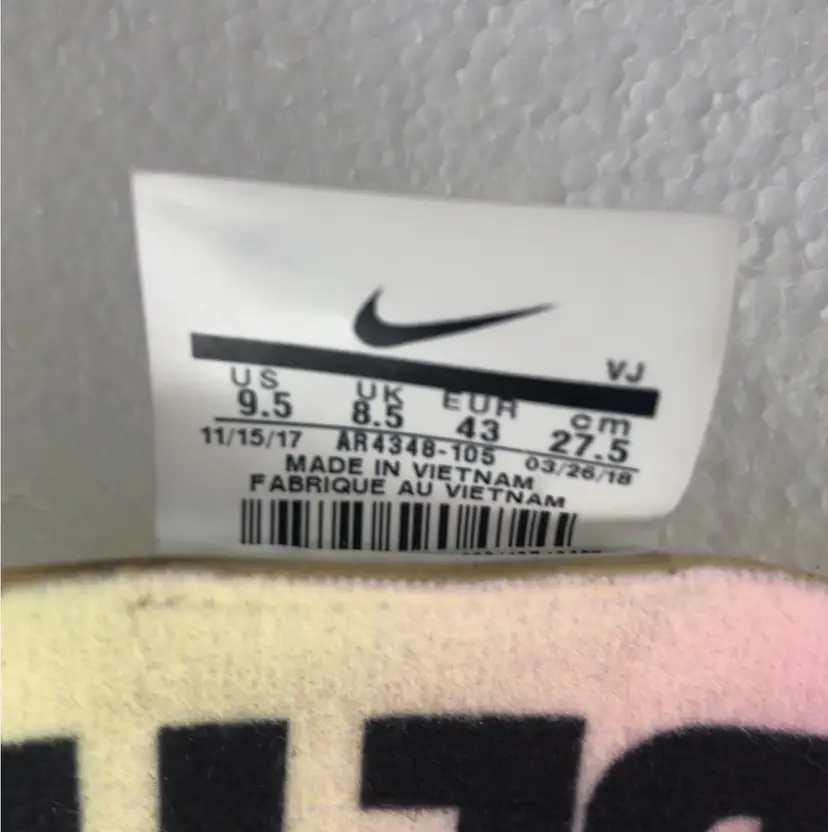 VJ
US UK EUR cm
9.5 8.5 43 27.5
11/15/17 AR4348-105 03/26/18
MADE IN VIETNAM
FABRIQUE AU VIETNAM